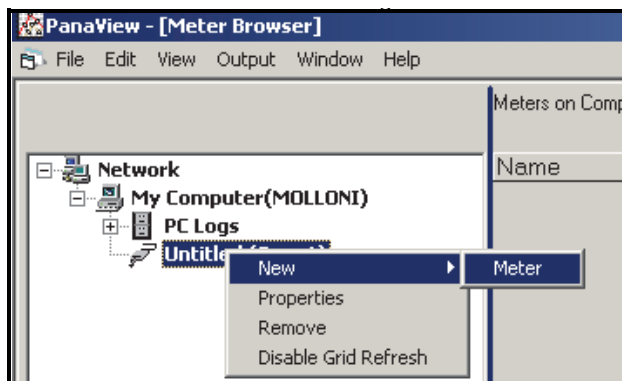 PanaView - [Meter Browser]
File Edit View Output Window Help
Meters on Comp
Name
Network
My Computer(MOLLONI)
PC Logs
Untitl
New
Meter
Properties
Remove
Disable Grid Refresh